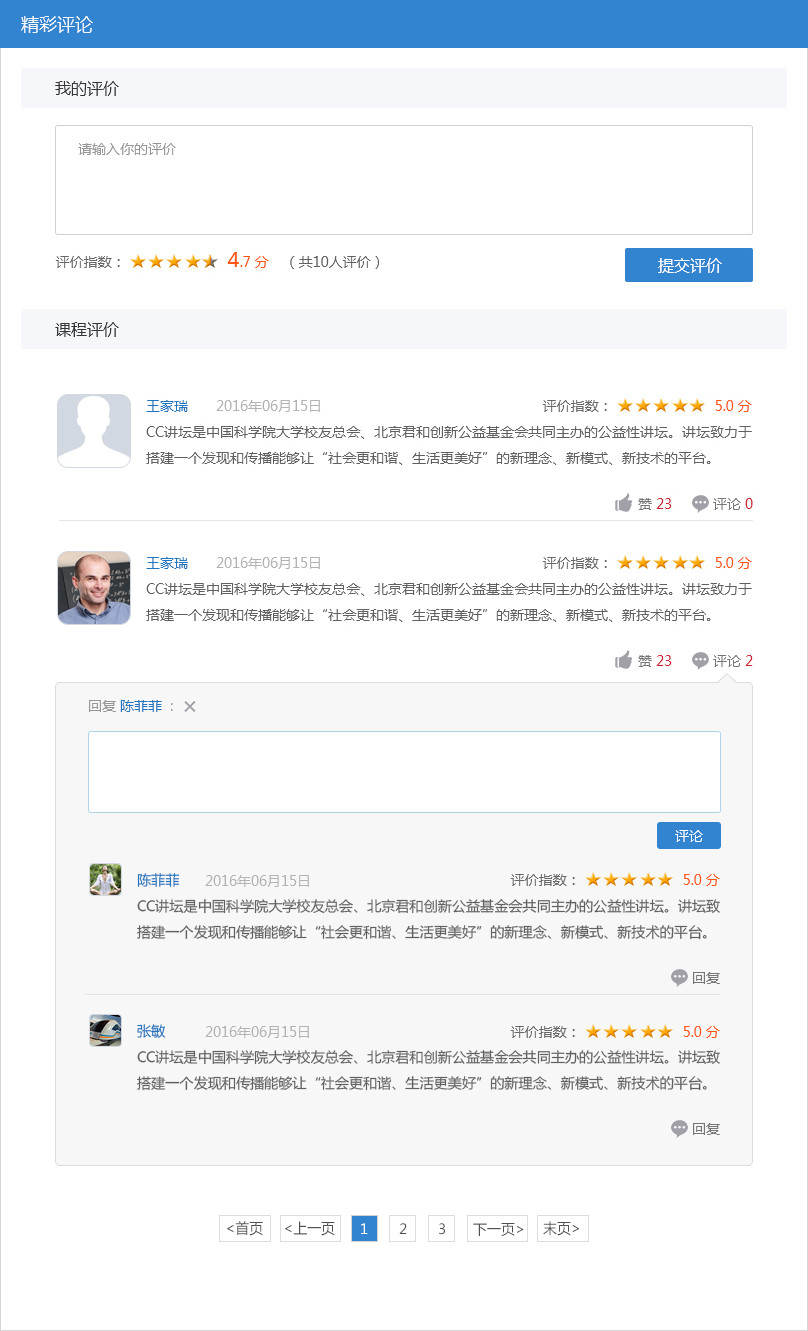 精彩评论
我的评价
请输入你的评价
评价指数： 4.7 分 （共10人评价）
提交评价
课程评价
王家瑞 2016年06月15日 评价指数： 5.0 分
CC讲坛是中国科学院大学校友总会、北京君和创新公益基金会共同主办的公益性讲坛。讲坛致力于
搭建一个发现和传播能够让“社会更和谐、生活更美好”的新理念、新模式、新技术的平台。
赞 23 评论 0
王家瑞 2016年06月15日 评价指数： 5.0 分
CC讲坛是中国科学院大学校友总会、北京君和创新公益基金会共同主办的公益性讲坛。讲坛致力于
搭建一个发现和传播能够让“社会更和谐、生活更美好”的新理念、新模式、新技术的平台。
赞 23 评论 2
回复 陈菲菲 ： ×
评论
陈菲菲 2016年06月15日 评价指数： 5.0 分
CC讲坛是中国科学院大学校友总会、北京君和创新公益基金会共同主办的公益性讲坛。讲坛致
搭建一个发现和传播能够让“社会更和谐、生活更美好”的新理念、新模式、新技术的平台。
回复
张敏 2016年06月15日 评价指数： 5.0 分
CC讲坛是中国科学院大学校友总会、北京君和创新公益基金会共同主办的公益性讲坛。讲坛致
搭建一个发现和传播能够让“社会更和谐、生活更美好”的新理念、新模式、新技术的平台。
回复
<首页 <上一页 1 2 3 下一页> 末页>